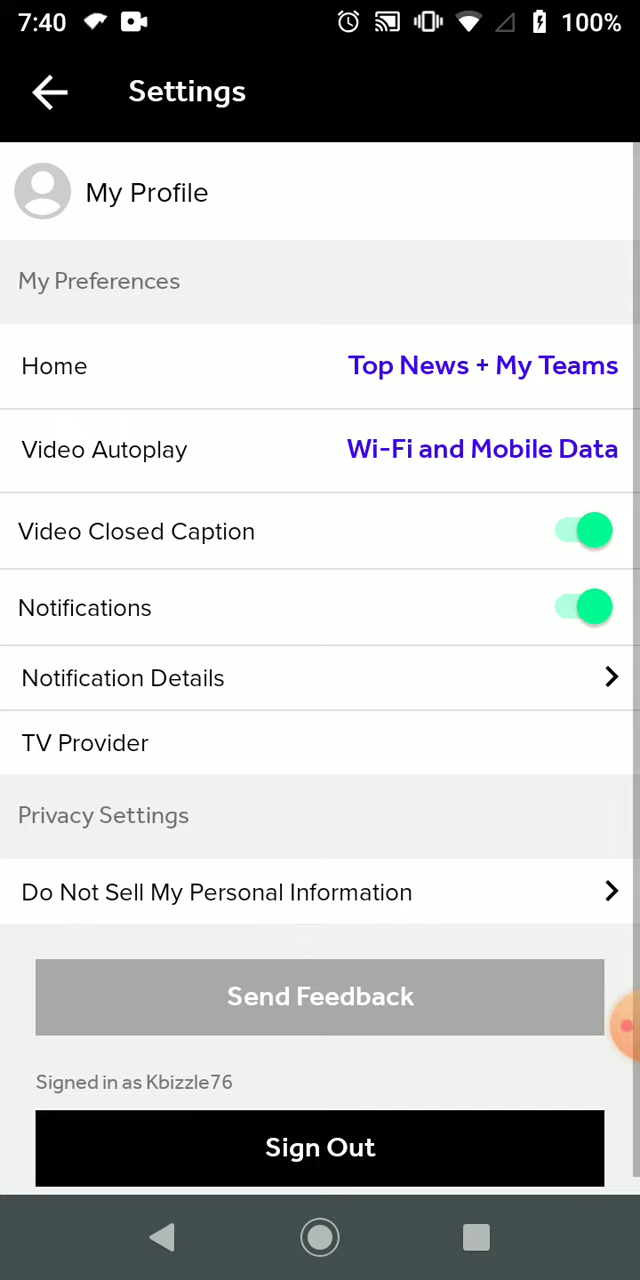 7:40 100%
Settings
My Profile
My Preferences
Home Top News + My Teams
Video Autoplay Wi-Fi and Mobile Data
Video Closed Caption
Notifications
Notification Details
TV Provider
Privacy Settings
Do Not Sell My Personal Information
Send Feedback
Signed in as Kbizzle76
Sign Out